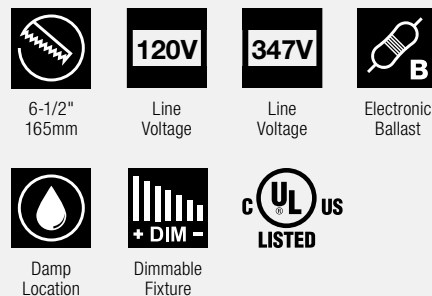 120V
347V
B
6-1/2"
165mm
Line
Voltage
Line
Voltage
Electronic
Ballast
+ DIM -
C UL ® US
LISTED
Damp
Location
Dimmable
Fixture